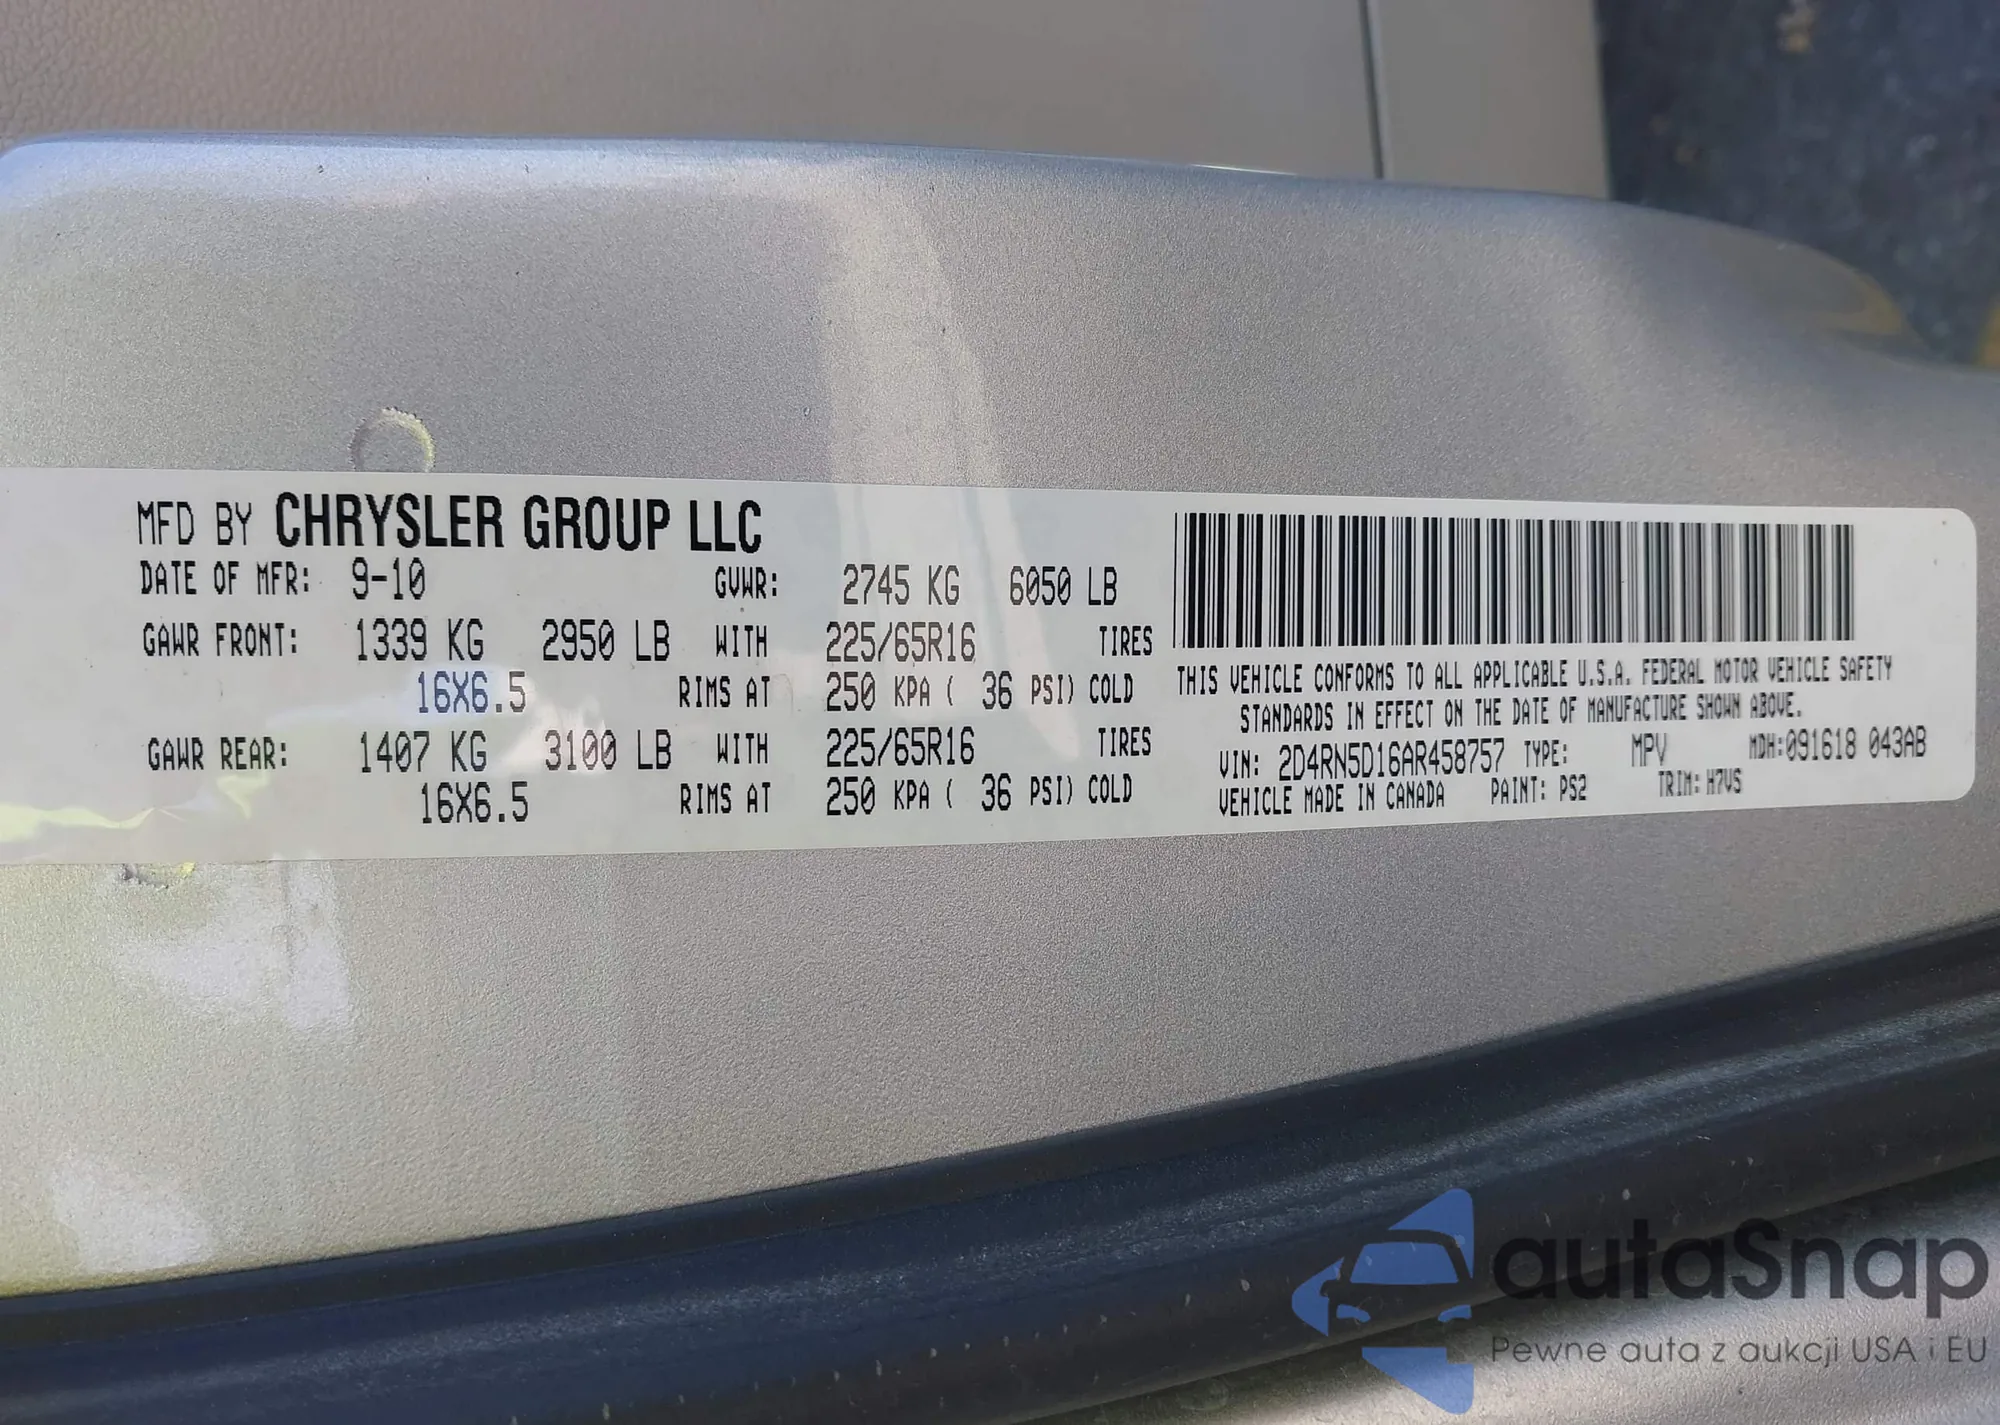 MFD BY CHRYSLER GROUP LLC
DATE OF MFR: 9-10 GVWR: 2745 KG 6050 LB
GAWR FRONT: 1339 KG 2950 LB WITH 225/65R16 TIRES
16X6.5 RIMS AT 250 KPA ( 36 PSI) COLD
GAWR REAR: 1407 KG 3100 LB WITH 225/65R16 TIRES
16X6.5 RIMS AT 250 KPA ( 36 PSI) COLD
THIS VEHICLE CONFORMS TO ALL APPLICABLE U.S.A. FEDERAL MOTOR VEHICLE SAFETY
STANDARDS IN EFFECT ON THE DATE OF MANUFACTURE SHOWN ABOVE.
VIN: 2D4RN5D16AR458757 TYPE: MPV MDH:091618 043AB
VEHICLE MADE IN CANADA PAINT: PS2 TRIM: H7VS
autaSnap
Pewne auta z aukcji USA i EU